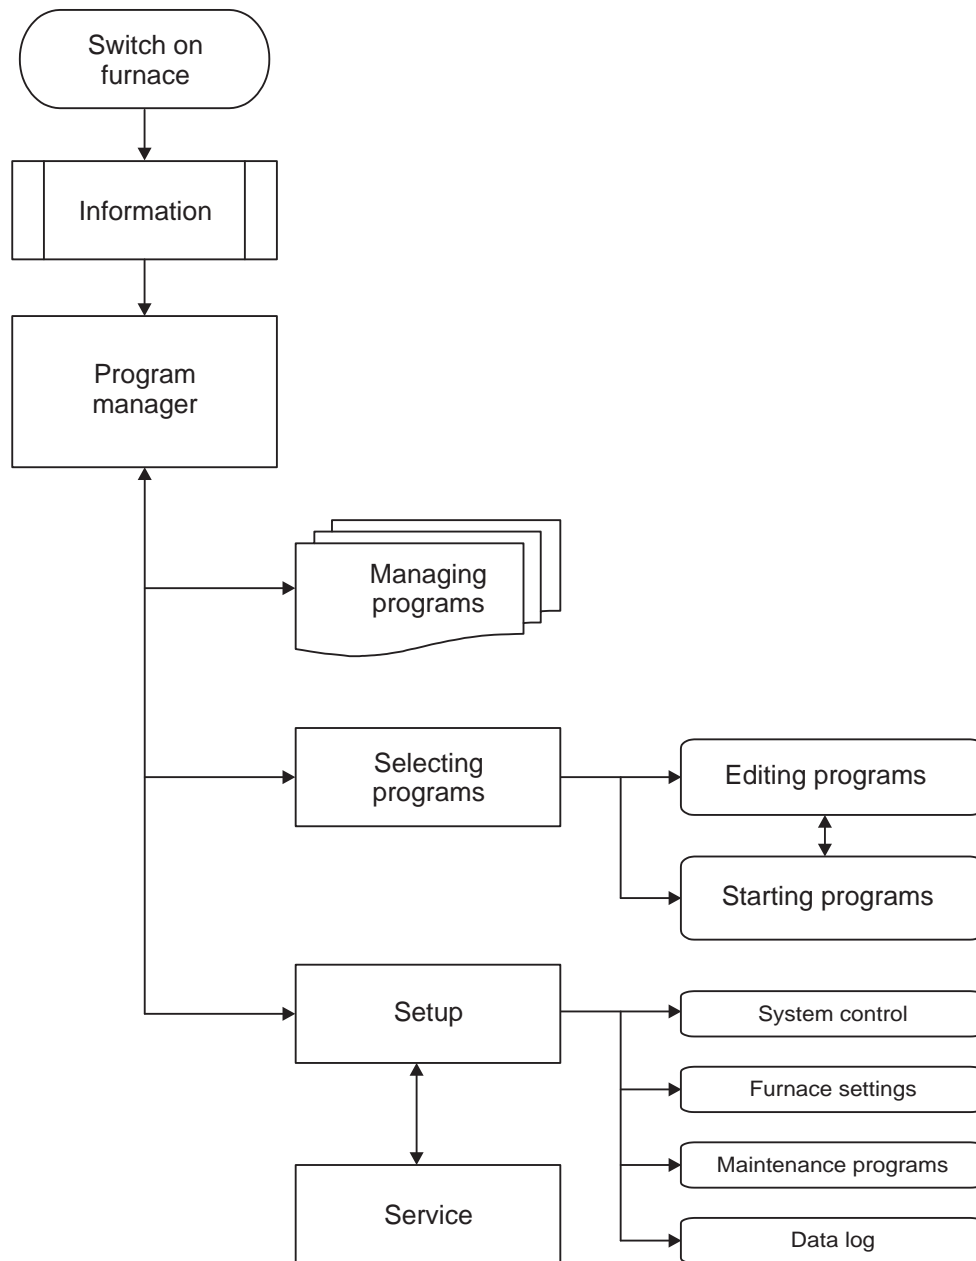 Switch on
furnace
Information
Program
manager
Managing
programs
Selecting
programs
Editing programs
Starting programs
Setup
System control
Furnace settings
Maintenance programs
Service
Data log